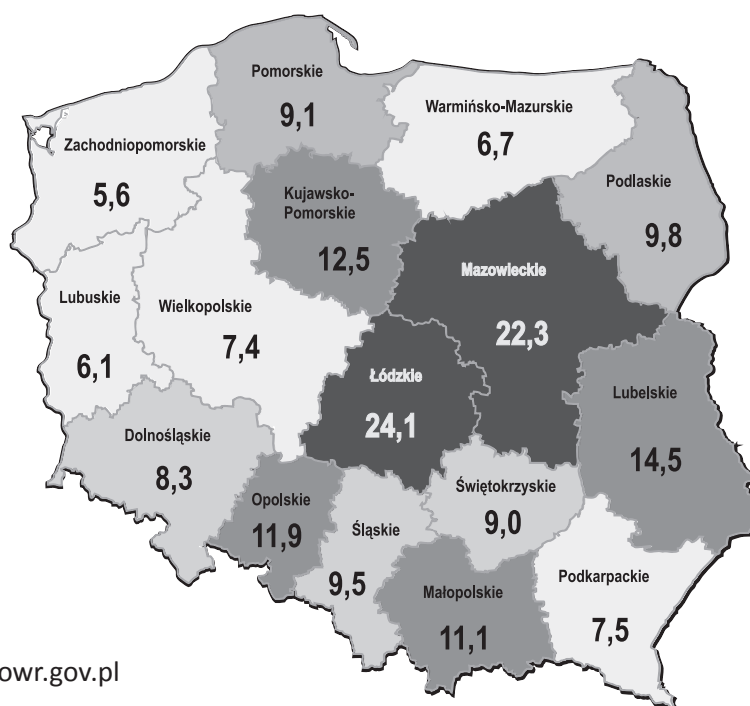 Pomorskie
9,1
Warmińsko-Mazurskie
6,7
Zachodniopomorskie
5,6
Kujawsko-
Pomorskie
12,5
Podlaskie
9,8
Mazowieckie
22,3
Lubuskie
6,1
Wielkopolskie
7,4
Łódzkie
24,1
Lubelskie
14,5
Dolnośląskie
8,3
Opolskie
11,9
Śląskie
9,5
Świętokrzyskie
9,0
Małopolskie
11,1
Podkarpackie
7,5
owr.gov.pl